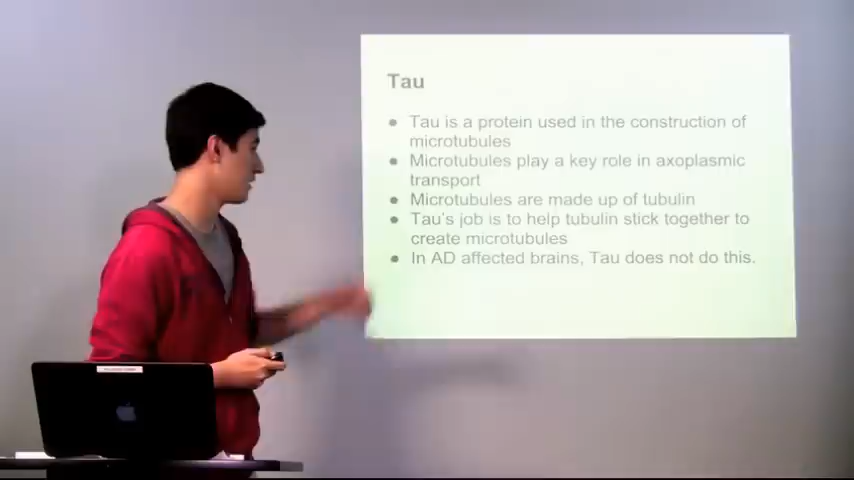 Tau
● Tau is a protein used in the construction of
microtubules
● Microtubules play a key role in axoplasmic
transport
● Microtubules are made up of tubulin
● Tau's job is to help tubulin stick together to
create microtubules
● In AD affected brains, Tau does not do this.